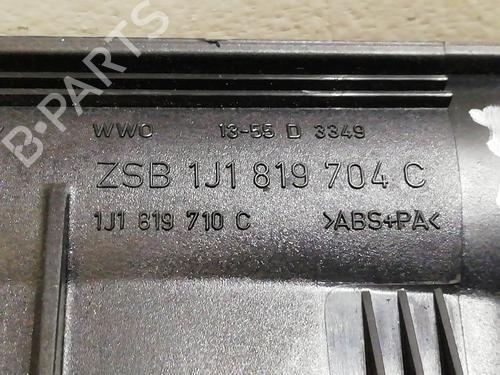 B-PARTS
WWO 13-55 D 3349
ZSB 1J1 819 704 C
1J1 819 710 C >ABS+PA<